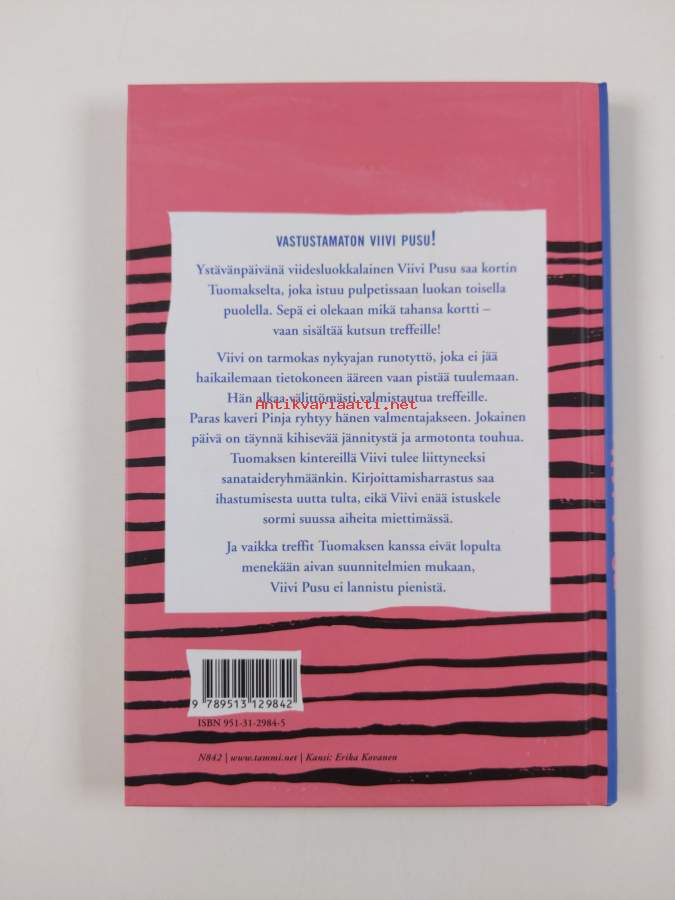 VASTUSTAMATON VIIVI PUSU!
Ystävänpäivänä viidesluokkalainen Viivi Pusu saa kortin
Tuomakselta, joka istuu pulpetissaan luokan toisella
puolella. Sepä ei olekaan mikä tahansa kortti –
vaan sisältää kutsun treffeille!
Viivi on tarmokas nykyajan runotyttö, joka ei jää
haikailemaan tietokoneen ääreen vaan pistää tuulemaan.
Hän alkaa välittömästi valmistautua treffeille.
Antikvariaatti.net
Paras kaveri Pinja ryhtyy hänen valmentajakseen. Jokainen
päivä on täynnä kihisevää jännitystä ja armotonta touhua.
Tuomaksen kintereillä Viivi tulee liittyneeksi
sanataideryhmäänkin. Kirjoittamisharrastus saa
ihastumisesta uutta tulta, eikä Viivi enää istuskele
sormi suussa aiheita miettimässä.
Ja vaikka treffit Tuomaksen kanssa eivät lopulta
menekään aivan suunnitelmien mukaan,
Viivi Pusu ei lannistu pienistä.
9 789513 129842
ISBN 951-31-2984-5
N842 | www.tammi.net | Kansi: Erika Kovanen